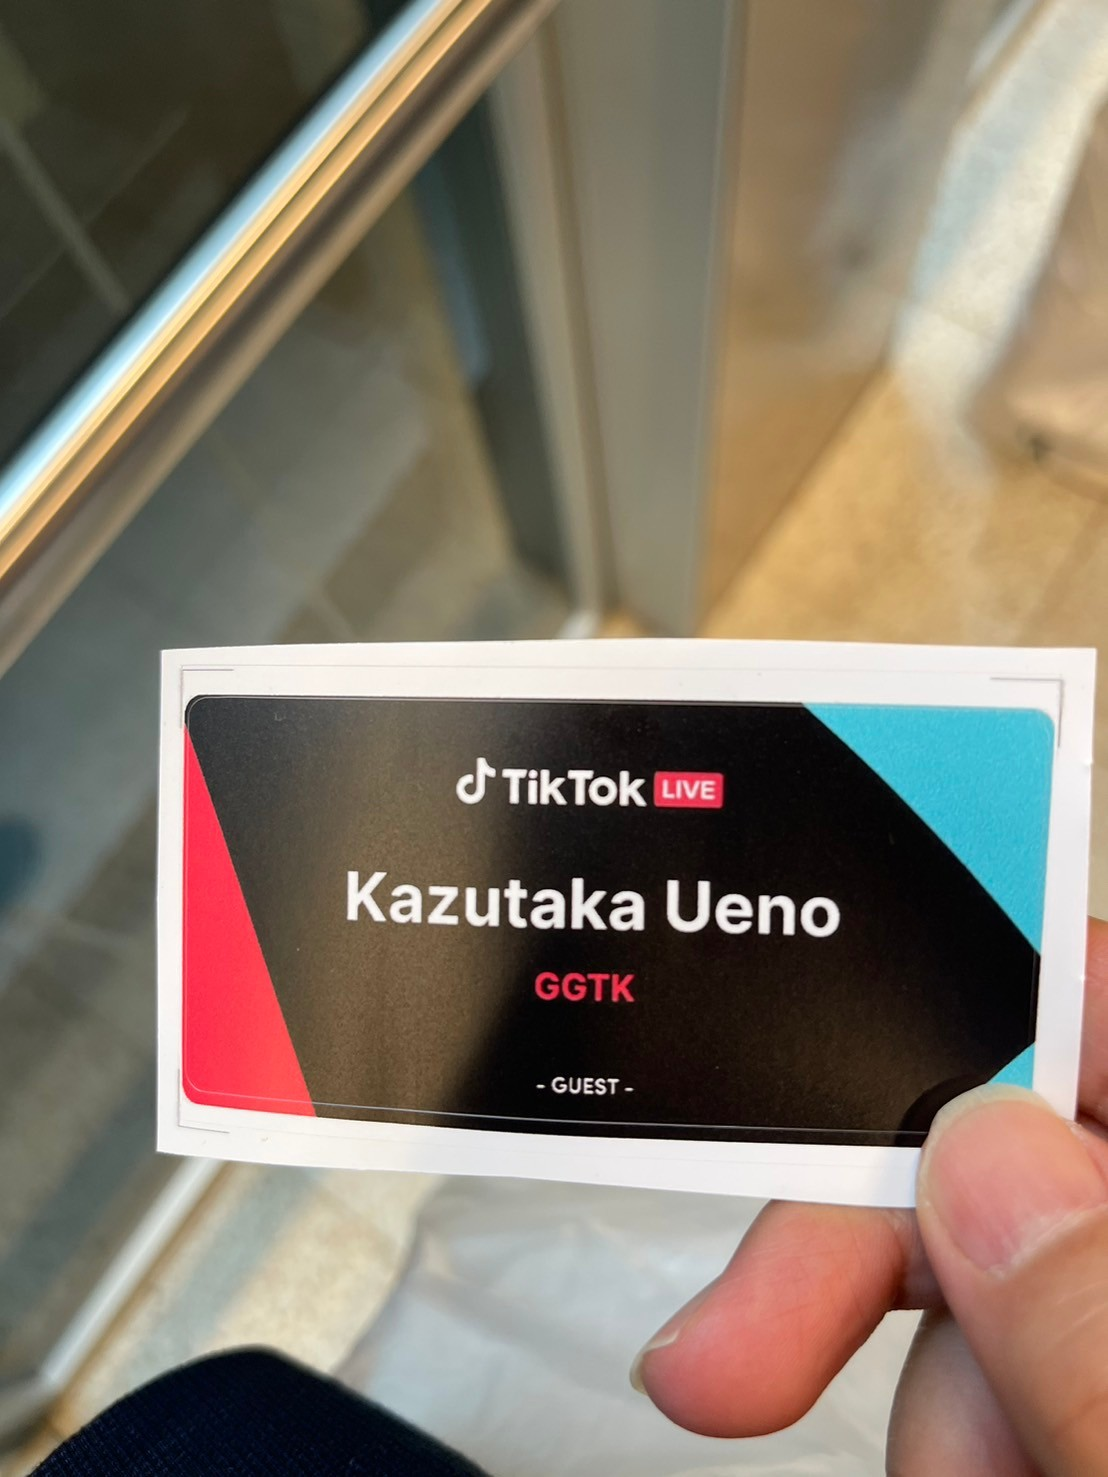 TikTok LIVE
Kazutaka Ueno
GGTK
- GUEST -